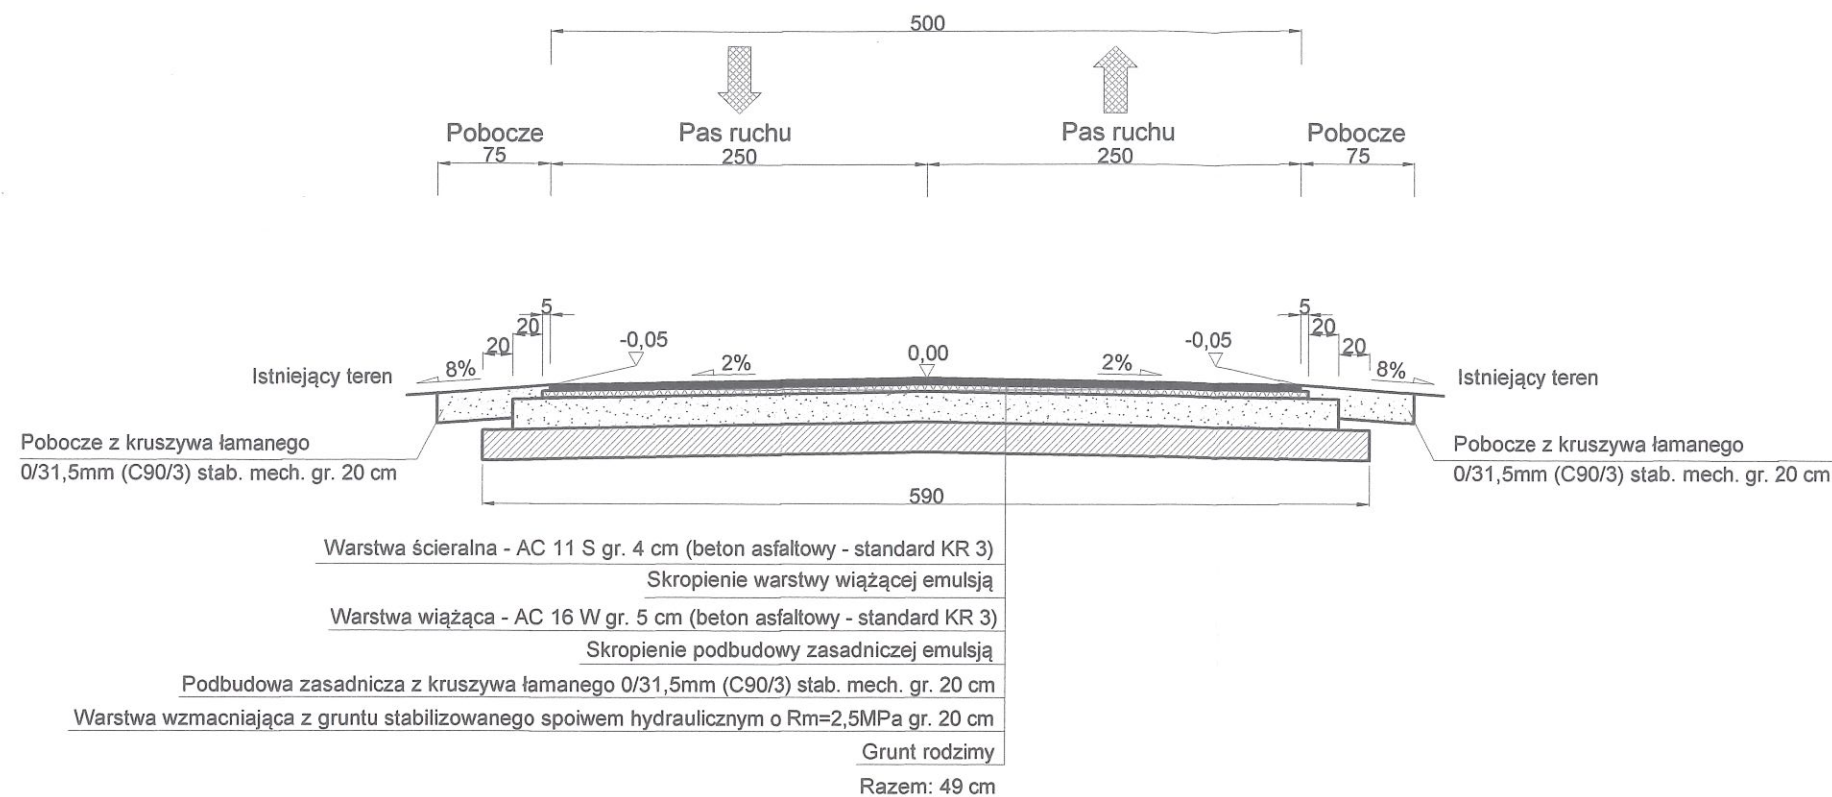 500
Pobocze Pas ruchu Pas ruchu Pobocze
75 250 250 75
5 5
20 20
20 -0,05 0,00 -0,05 20
8% 2% 2% 8%
Istniejący teren Istniejący teren
Pobocze z kruszywa łamanego
0/31,5mm (C90/3) stab. mech. gr. 20 cm
Pobocze z kruszywa łamanego
0/31,5mm (C90/3) stab. mech. gr. 20 cm
590
Warstwa ścieralna - AC 11 S gr. 4 cm (beton asfaltowy - standard KR 3)
Skropienie warstwy wiążącej emulsją
Warstwa wiążąca - AC 16 W gr. 5 cm (beton asfaltowy - standard KR 3)
Skropienie podbudowy zasadniczej emulsją
Podbudowa zasadnicza z kruszywa łamanego 0/31,5mm (C90/3) stab. mech. gr. 20 cm
Warstwa wzmacniająca z gruntu stabilizowanego spoiwem hydraulicznym o Rm=2,5MPa gr. 20 cm
Grunt rodzimy
Razem: 49 cm